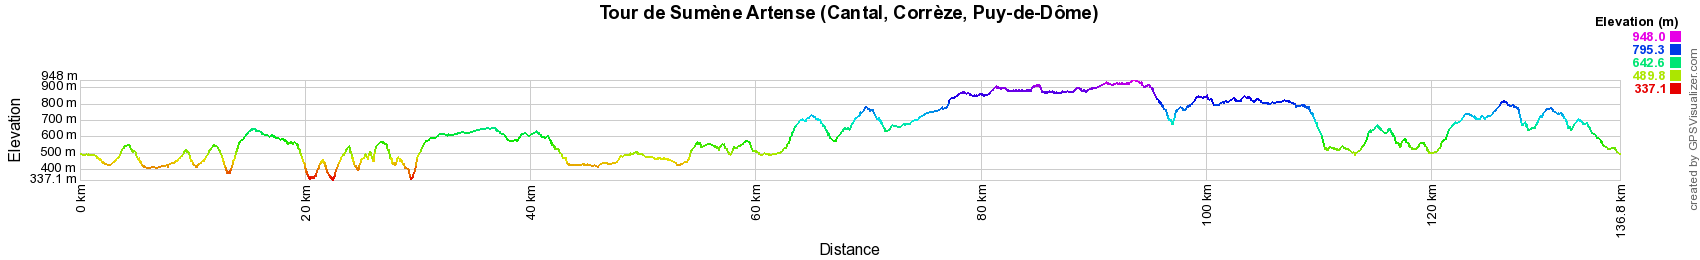 Tour de Sumène Artense (Cantal, Corrèze, Puy-de-Dôme)
Elevation (m)
948.0
795.3
642.6
489.8
337.1
948 m
900 m
800 m
700 m
600 m
500 m
400 m
337.1 m
Elevation
0 km
20 km
40 km
60 km
80 km
100 km
120 km
136.8 km
Distance
created by GPSVisualizer.com